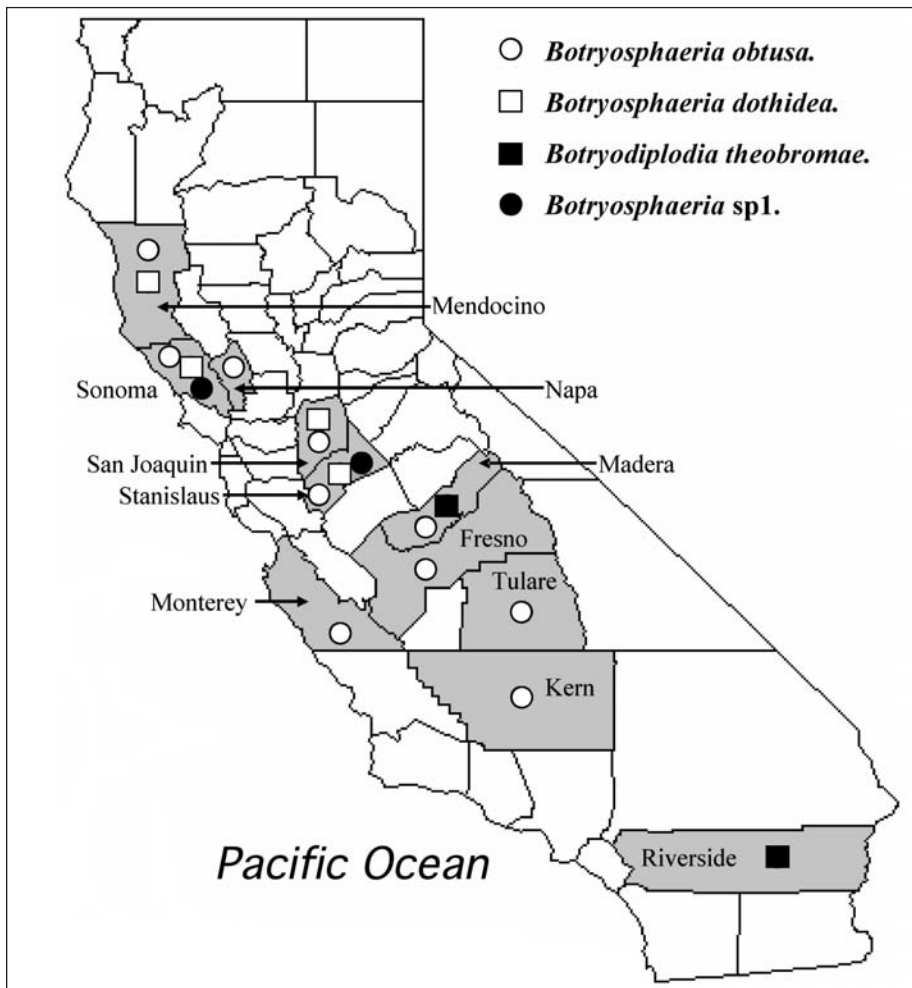 Botryosphaeria obtusa.
Botryosphaeria dothidea.
Botryodiplodia theobromae.
Botryosphaeria sp1.
Mendocino
Sonoma
Napa
San Joaquin
Madera
Stanislaus
Fresno
Tulare
Monterey
Kern
Pacific Ocean
Riverside